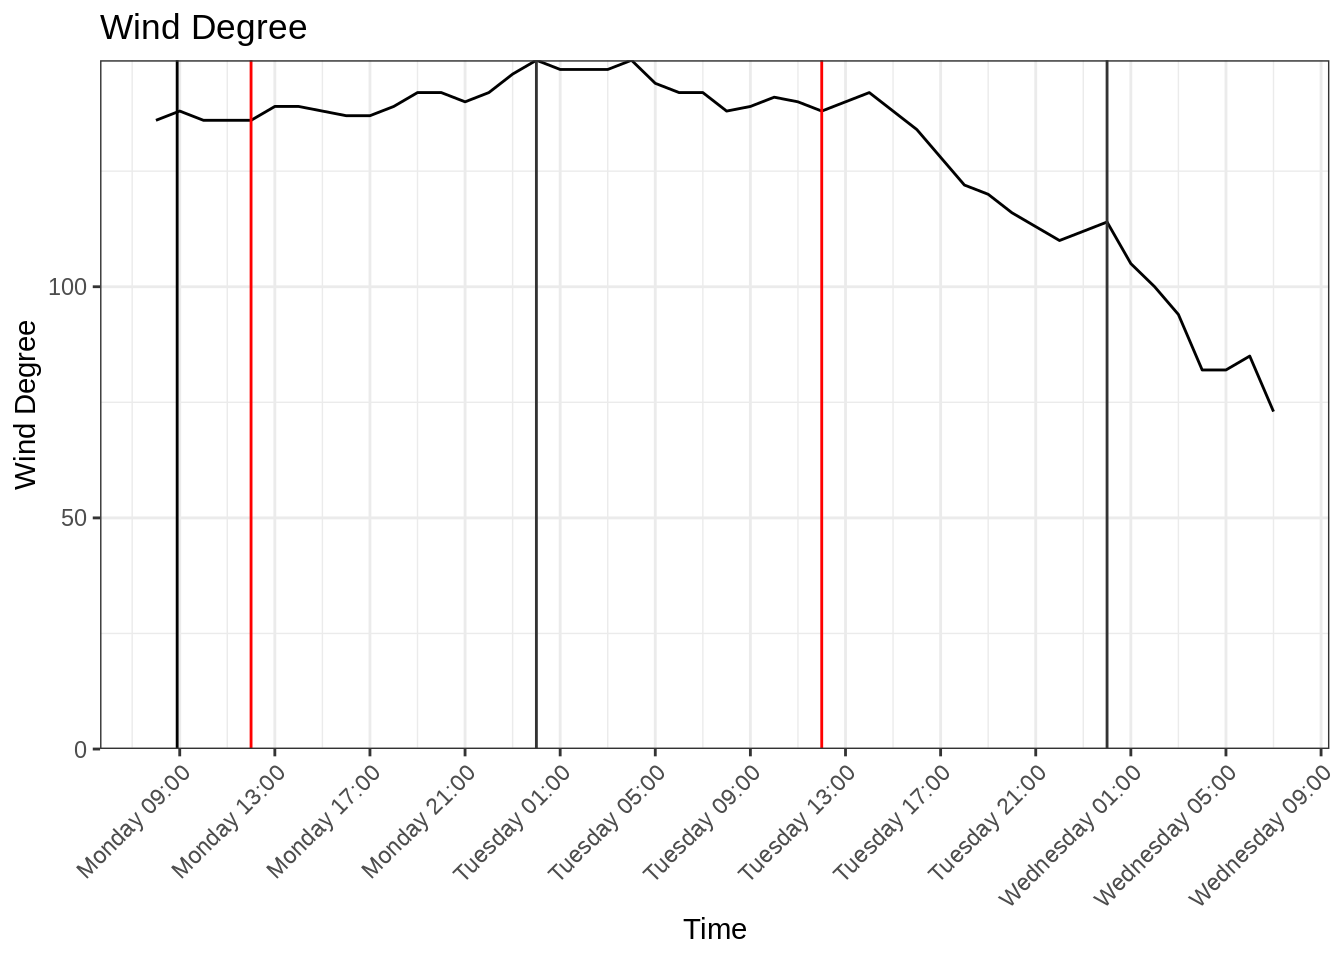 Wind Degree
Wind Degree
100
50
0
Monday 09:00
Monday 13:00
Monday 17:00
Monday 21:00
Tuesday 01:00
Tuesday 05:00
Tuesday 09:00
Tuesday 13:00
Tuesday 17:00
Tuesday 21:00
Wednesday 01:00
Wednesday 05:00
Wednesday 09:00
Time